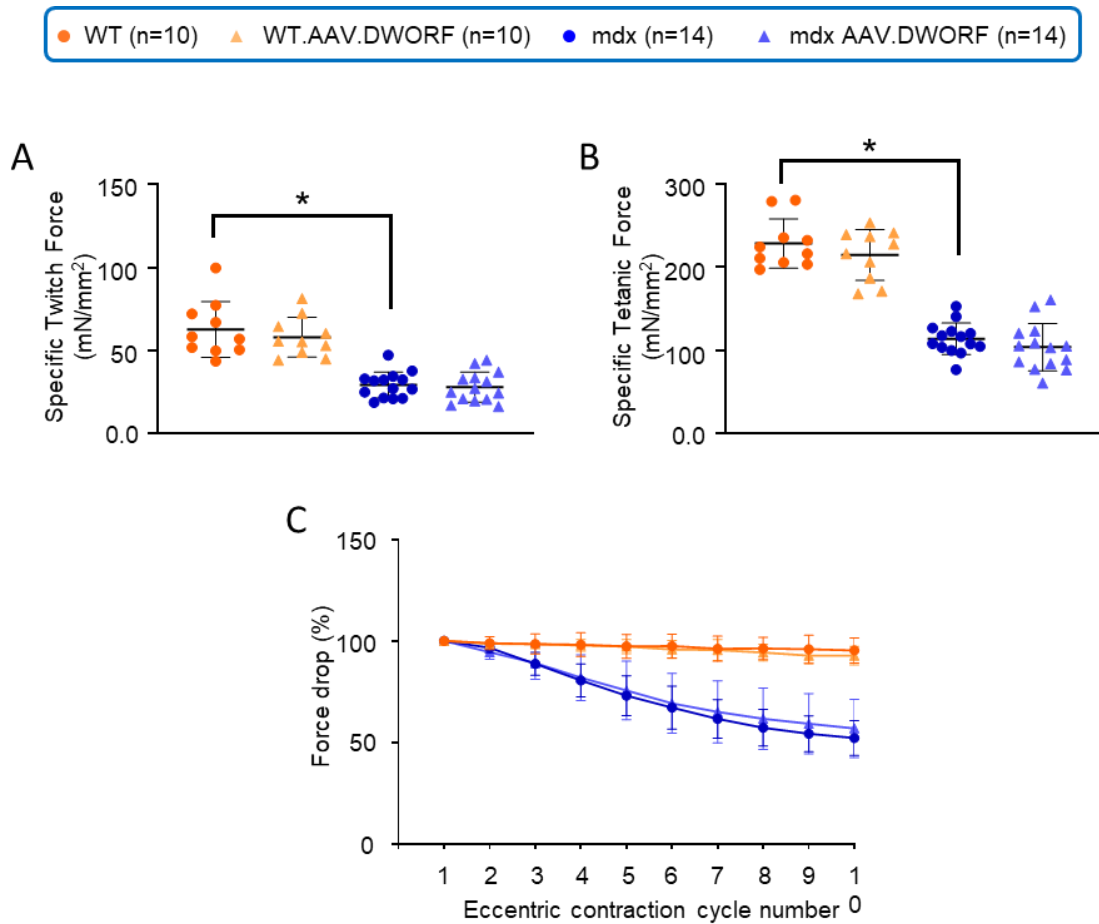 WT (n=10) WT.AAV.DWORF (n=10) mdx (n=14) mdx AAV.DWORF (n=14)
A
Specific Twitch Force
(mN/mm²)
150
100
50
0.0
*
B
Specific Tetanic Force
(mN/mm²)
300
200
100
0.0
*
C
Force drop (%)
150
100
50
0
1 2 3 4 5 6 7 8 9 1
0
Eccentric contraction cycle number